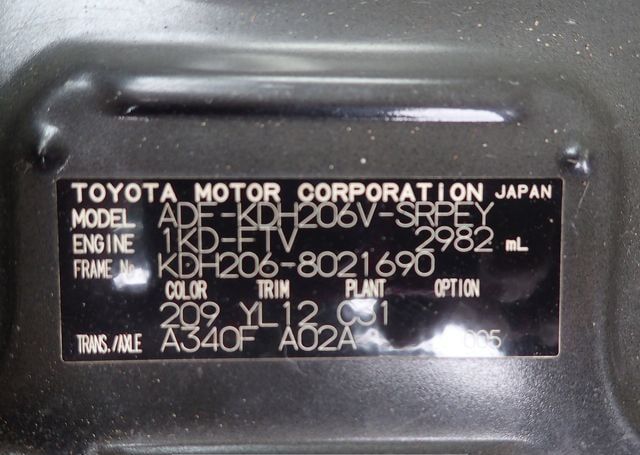 TOYOTA MOTOR CORPORATION JAPAN
MODEL ADF-KDH206V-SRPEY
ENGINE 1KD-FTV 2982 mL
FRAME No. KDH206-8021690
COLOR TRIM PLANT OPTION
209 YL12 C31
TRANS./AXLE A340F A02A 005